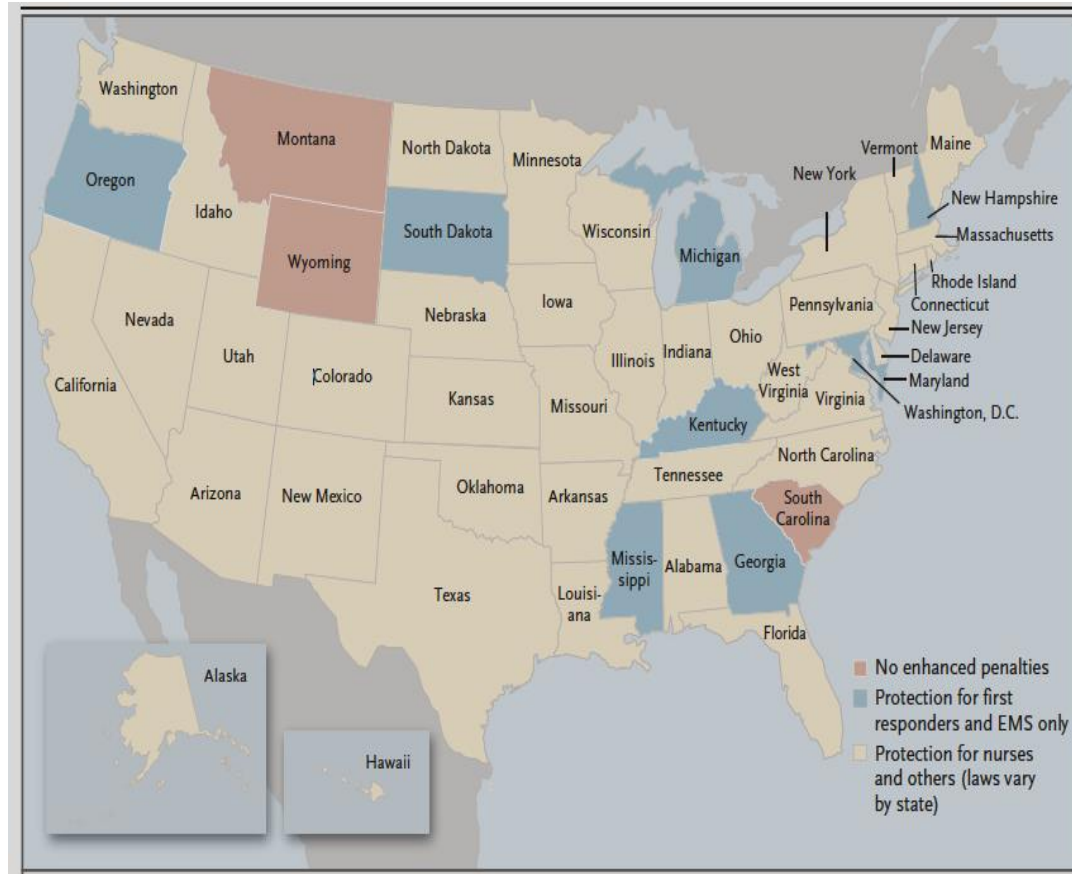 Washington
Montana
North Dakota
Minnesota
Maine
Vermont
New York
Oregon
Idaho
South Dakota
Wisconsin
Michigan
New Hampshire
Massachusetts
Wyoming
Rhode Island
Connecticut
Iowa
Nebraska
Pennsylvania
New Jersey
Nevada
Ohio
Utah
Illinois
Indiana
Delaware
Colorado
West
Virginia
Maryland
California
Kansas
Missouri
Virginia
Washington, D.C.
Kentucky
North Carolina
Tennessee
Arizona
New Mexico
Oklahoma
Arkansas
South
Carolina
Missis-
sippi
Alabama
Georgia
Texas
Louisi-
ana
Florida
Alaska
Hawaii
No enhanced penalties
Protection for first
responders and EMS only
Protection for nurses
and others (laws vary
by state)